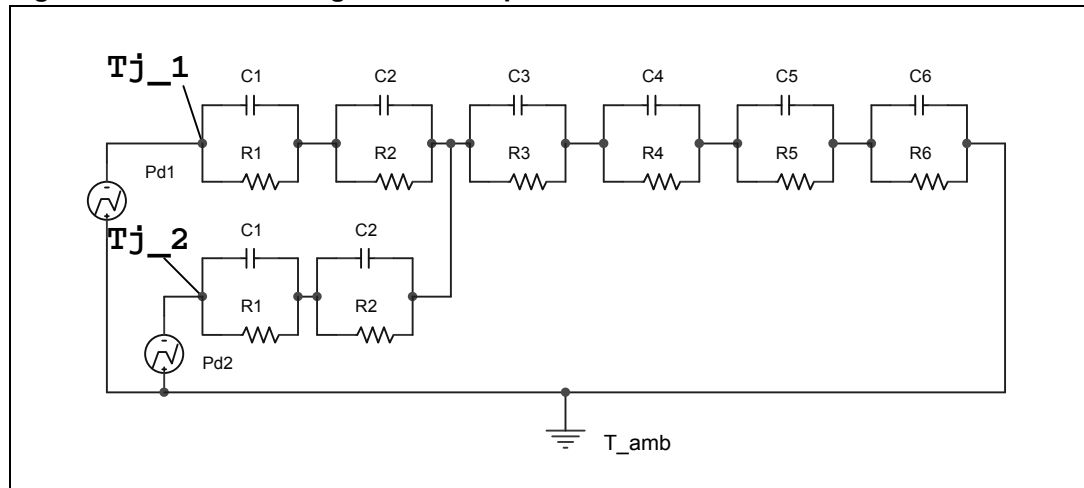 Tj_1
C1 C2 C3 C4 C5 C6
R1 R2 R3 R4 R5 R6
Pd1
Tj_2
C1 C2
R1 R2
Pd2
T_amb